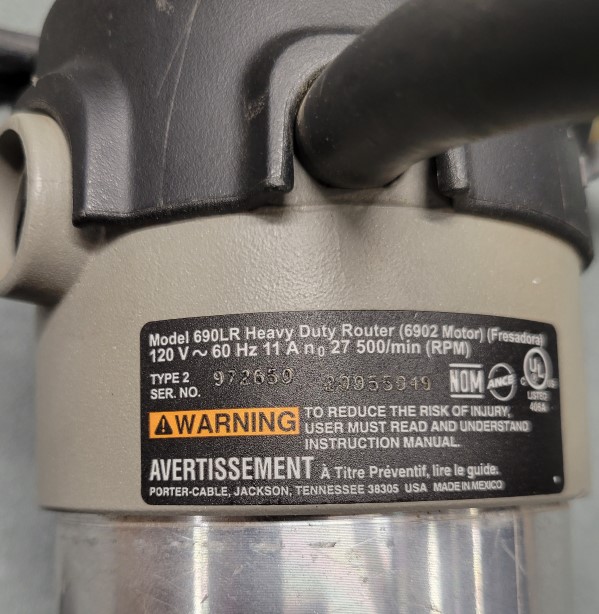 Model 690LR Heavy Duty Router (6902 Motor) (Fresadora)
120 V ~ 60 Hz 11 A n₀ 27 500/min (RPM)
TYPE 2
SER. NO.
NOM ANCE C UL
LISTED
WARNING TO REDUCE THE RISK OF INJURY,
USER MUST READ AND UNDERSTAND
INSTRUCTION MANUAL.
AVERTISSEMENT À Titre Préventif, lire le guide.
PORTER-CABLE, JACKSON, TENNESSEE 38305 USA MADE IN MEXICO